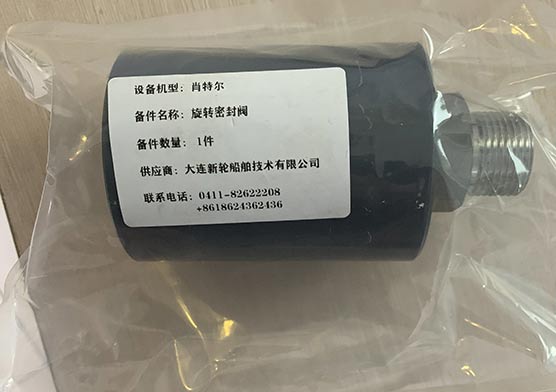 设备机型：肖特尔
备件名称：旋转密封阀
备件数量：1件
供应商：大连新轮船舶技术有限公司
联系电话：0411-82622208
+8618624362436